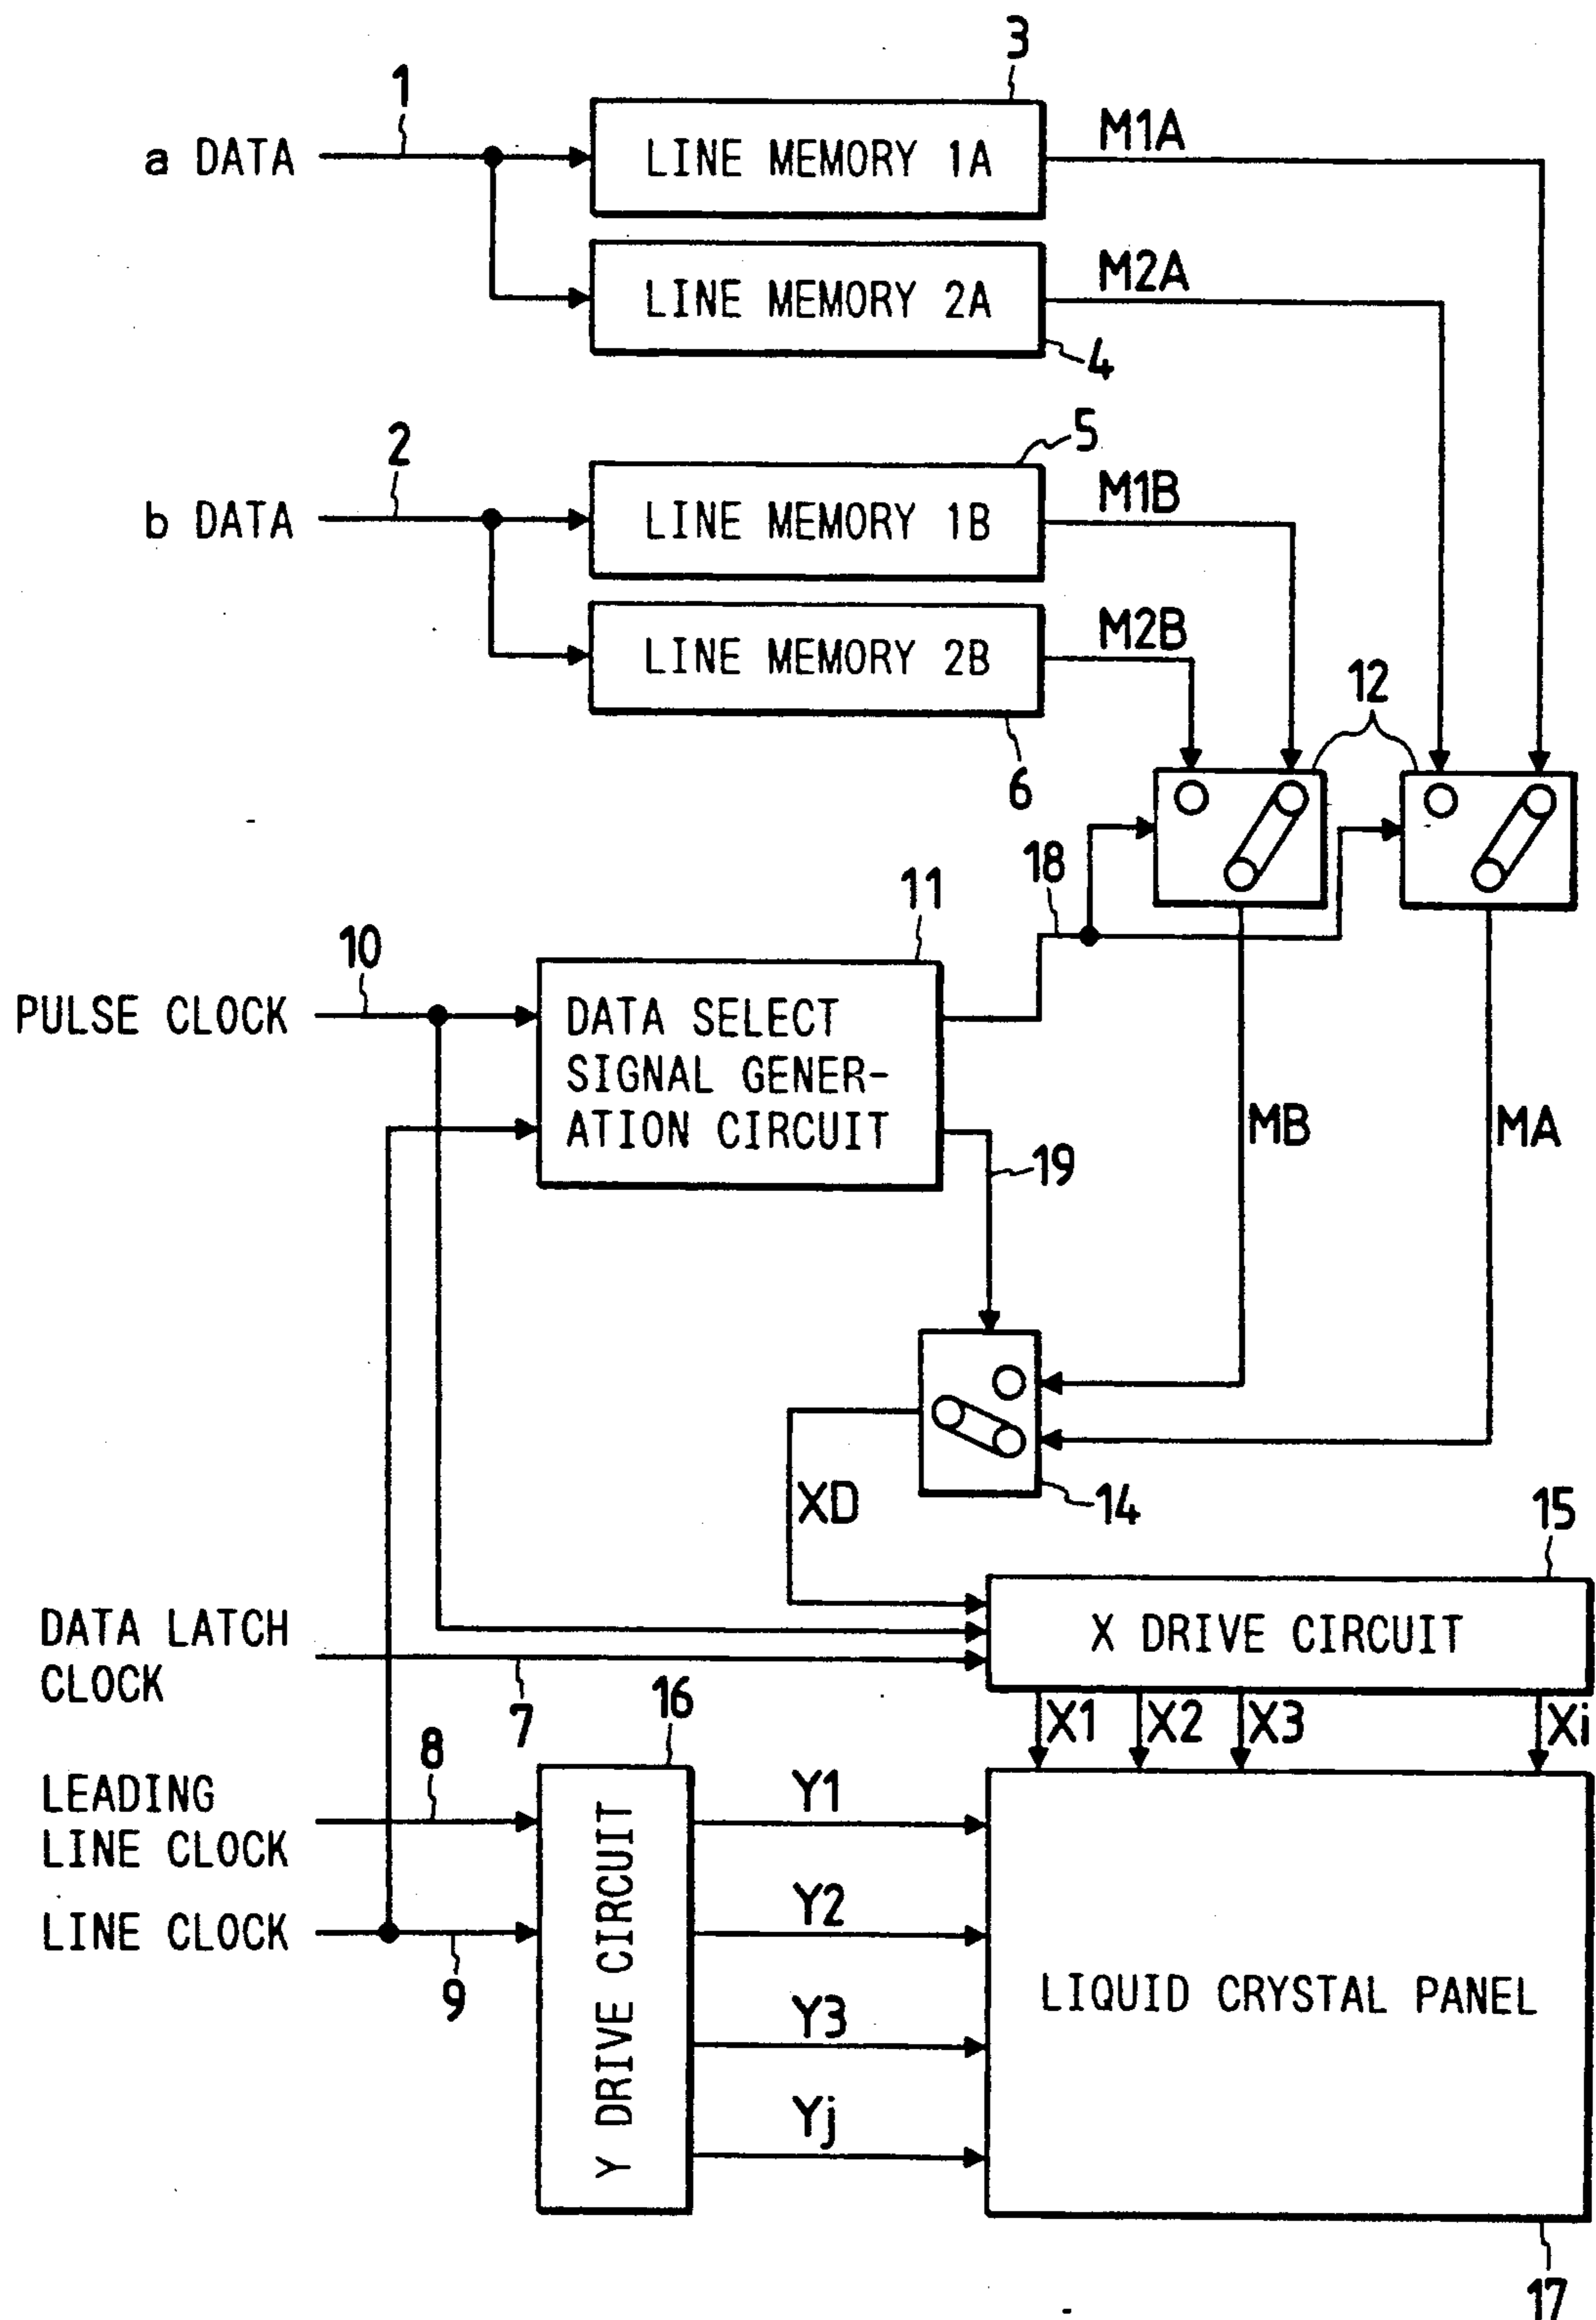 3
1
M1A
a DATA
LINE MEMORY 1A
M2A
LINE MEMORY 2A
4
5
2
M1B
b DATA
LINE MEMORY 1B
M2B
LINE MEMORY 2B
12
6
18
11
10
PULSE CLOCK
DATA SELECT
SIGNAL GENER-
ATION CIRCUIT
MB
MA
19
XD
14
15
DATA LATCH
CLOCK
X DRIVE CIRCUIT
7
16
X1
X2
X3
Xi
8
LEADING
LINE CLOCK
Y1
Y DRIVE CIRCUIT
Y2
LINE CLOCK
9
LIQUID CRYSTAL PANEL
Y3
Yj
17